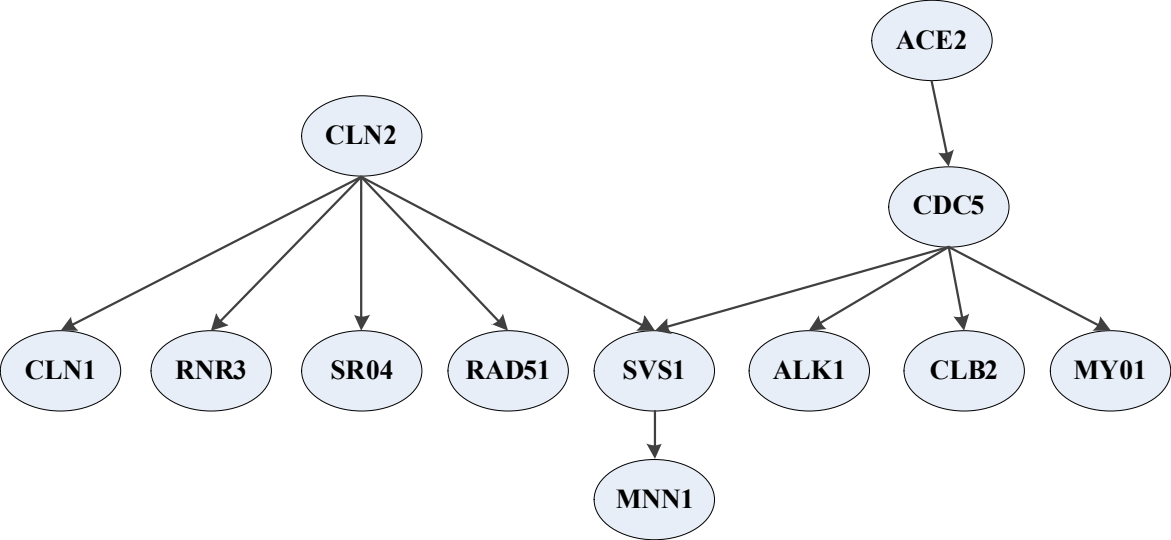 ACE2
CLN2
CDC5
CLN1
RNR3
SR04
RAD51
SVS1
ALK1
CLB2
MY01
MNN1